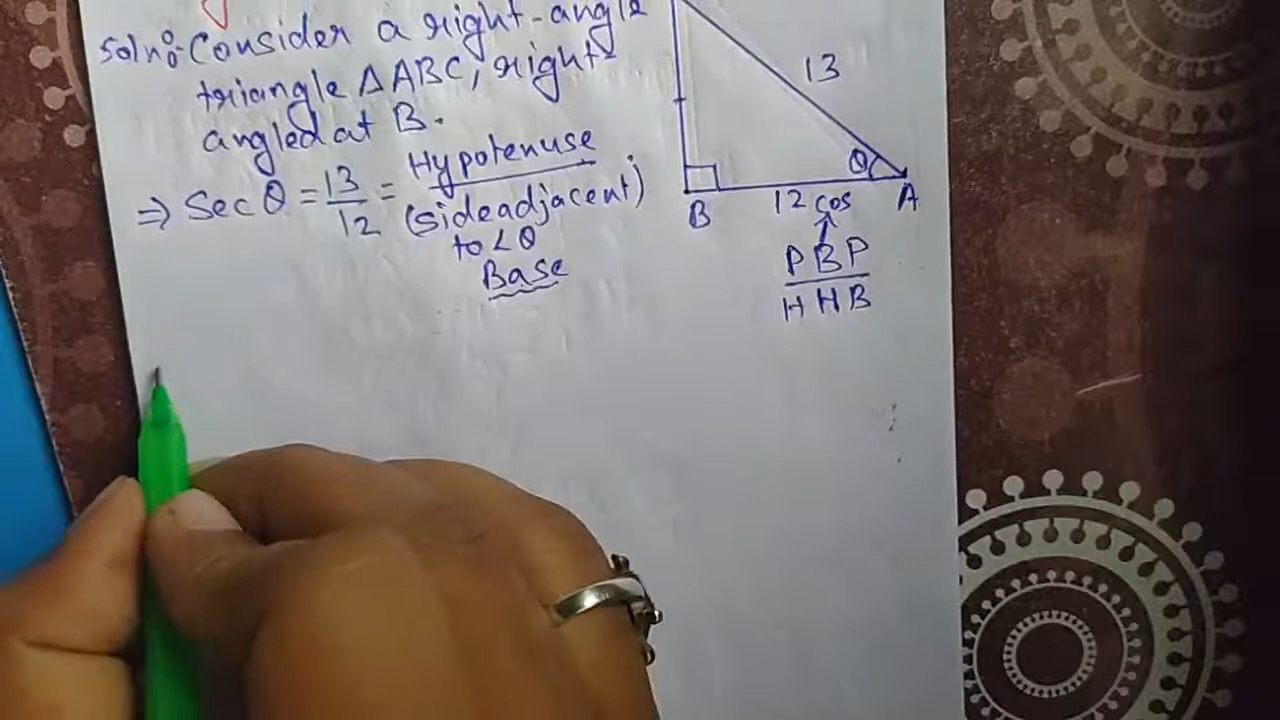 Soln:- Consider a right-angle
triangle ΔABC, right
angled at B.
⇒ Sec θ = 13/12 = Hypotenuse/(side adjacent)
to ∠θ
Base
13
θ
B 12 cos A
↑
P B P
H H B